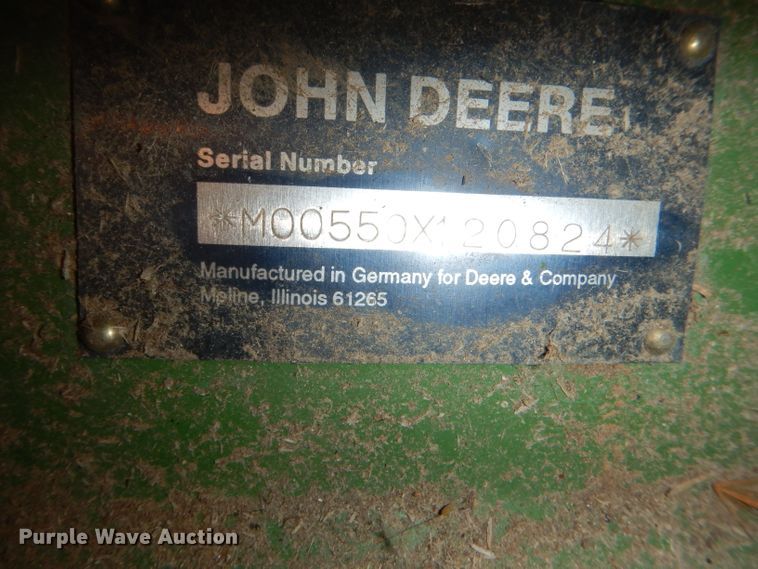 JOHN DEERE
Serial Number
*M00550X120824*
Manufactured in Germany for Deere & Company
Moline, Illinois 61265
Purple Wave Auction